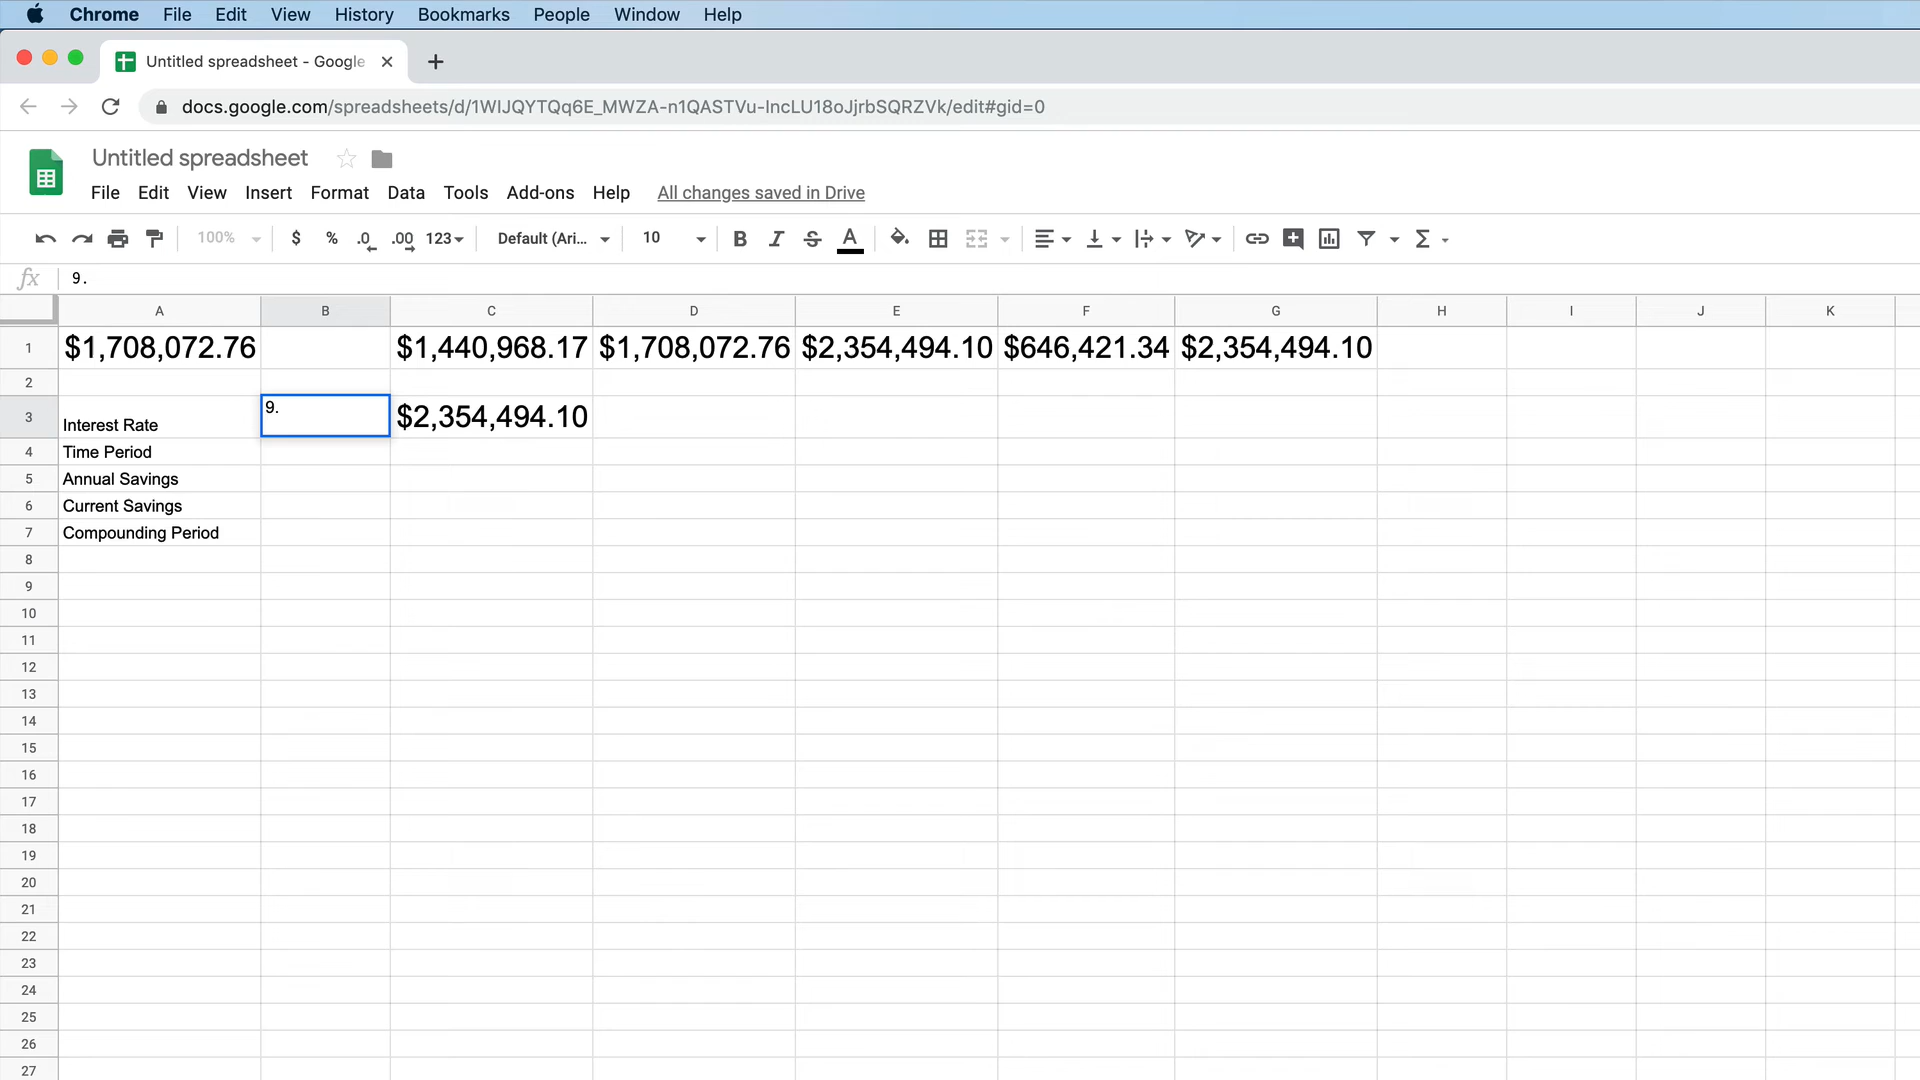 Chrome File Edit View History Bookmarks People Window Help
Untitled spreadsheet - Google
docs.google.com/spreadsheets/d/1WIJQYTQq6E_MWZA-n1QASTVu-IncLU18oJjrbSQRZVk/edit#gid=0
Untitled spreadsheet
File Edit View Insert Format Data Tools Add-ons Help All changes saved in Drive
100% $ % .0 .00 123 Default (Ari... 10 B I S A Σ
fx 9.
A B C D E F G H I J K
1 $1,708,072.76 $1,440,968.17 $1,708,072.76 $2,354,494.10 $646,421.34 $2,354,494.10
2
3 Interest Rate 9. $2,354,494.10
4 Time Period
5 Annual Savings
6 Current Savings
7 Compounding Period
8
9
10
11
12
13
14
15
16
17
18
19
20
21
22
23
24
25
26
27